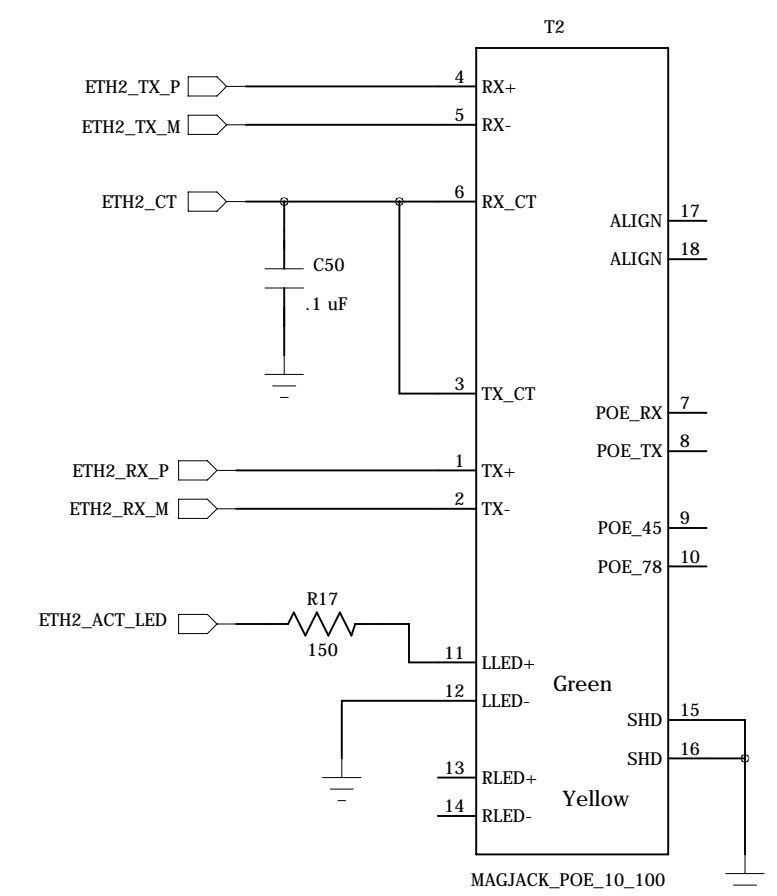 T2
ETH2_TX_P 4 RX+
ETH2_TX_M 5 RX-
ETH2_CT 6 RX_CT
ALIGN 17
ALIGN 18
C50
.1 uF
3 TX_CT
POE_RX 7
POE_TX 8
ETH2_RX_P 1 TX+
ETH2_RX_M 2 TX-
POE_45 9
POE_78 10
R17
ETH2_ACT_LED
150
11 LLED+
Green
12 LLED-
SHD 15
SHD 16
13 RLED+
Yellow
14 RLED-
MAGJACK_POE_10_100